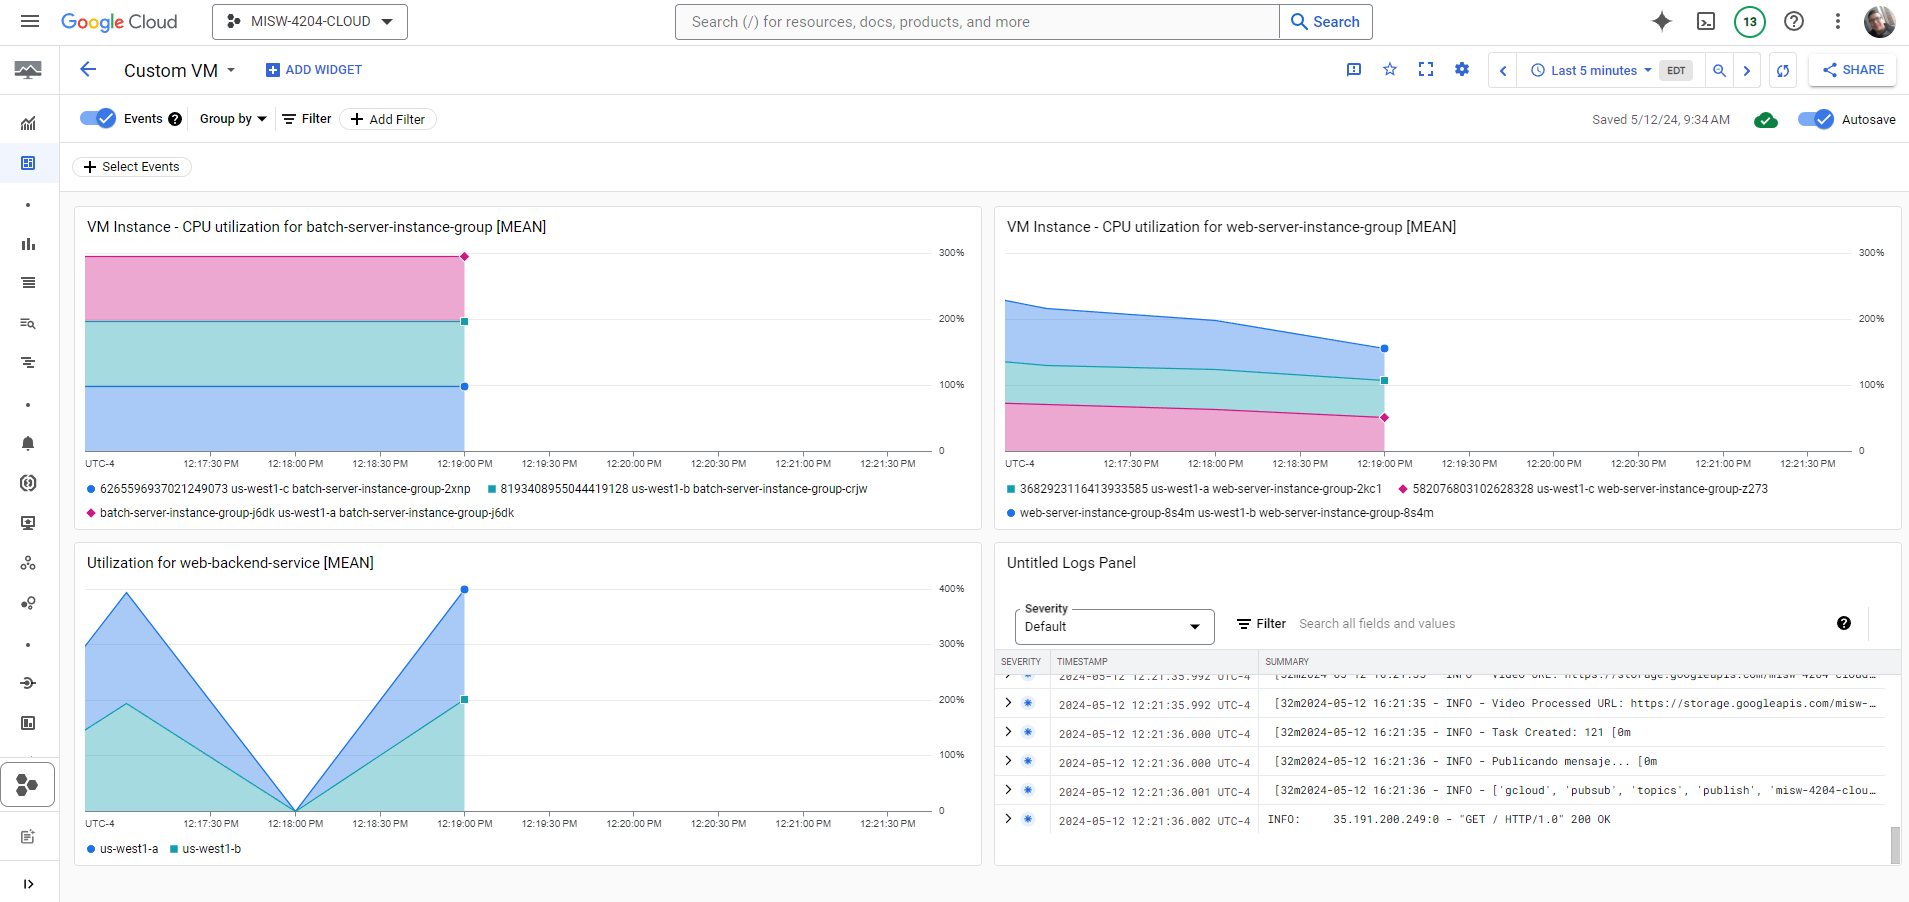 Google Cloud
MISW-4204-CLOUD
Search (/) for resources, docs, products, and more
Search
13
Custom VM
ADD WIDGET
Last 5 minutes
EDT
SHARE
Events
Group by
Filter
Add Filter
Saved 5/12/24, 9:34 AM
Autosave
Select Events
VM Instance - CPU utilization for batch-server-instance-group [MEAN]
300%
200%
100%
0
UTC-4 12:17:30 PM 12:18:00 PM 12:18:30 PM 12:19:00 PM 12:19:30 PM 12:20:00 PM 12:20:30 PM 12:21:00 PM 12:21:30 PM
6265596937021249073 us-west1-c batch-server-instance-group-2xnp 8193408955044419128 us-west1-b batch-server-instance-group-crjw
batch-server-instance-group-j6dk us-west1-a batch-server-instance-group-j6dk
VM Instance - CPU utilization for web-server-instance-group [MEAN]
300%
200%
100%
0
UTC-4 12:17:30 PM 12:18:00 PM 12:18:30 PM 12:19:00 PM 12:19:30 PM 12:20:00 PM 12:20:30 PM 12:21:00 PM 12:21:30 PM
3682923116413933585 us-west1-a web-server-instance-group-2kc1 582076803102628328 us-west1-c web-server-instance-group-z273
web-server-instance-group-8s4m us-west1-b web-server-instance-group-8s4m
Utilization for web-backend-service [MEAN]
400%
300%
200%
100%
0
UTC-4 12:17:30 PM 12:18:00 PM 12:18:30 PM 12:19:00 PM 12:19:30 PM 12:20:00 PM 12:20:30 PM 12:21:00 PM 12:21:30 PM
us-west1-a us-west1-b
Untitled Logs Panel
Severity
Default
Filter Search all fields and values
SEVERITY TIMESTAMP SUMMARY
2024-05-12 12:21:35.992 UTC-4 [32m2024-05-12 16:21:35 - INFO - Video URL: https://storage.googleapis.com/misw-4204-cloud…
2024-05-12 12:21:35.992 UTC-4 [32m2024-05-12 16:21:35 - INFO - Video Processed URL: https://storage.googleapis.com/misw-…
2024-05-12 12:21:36.000 UTC-4 [32m2024-05-12 16:21:35 - INFO - Task Created: 121 [0m
2024-05-12 12:21:36.000 UTC-4 [32m2024-05-12 16:21:36 - INFO - Publicando mensaje... [0m
2024-05-12 12:21:36.001 UTC-4 [32m2024-05-12 16:21:36 - INFO - ['gcloud', 'pubsub', 'topics', 'publish', 'misw-4204-clou…
2024-05-12 12:21:36.002 UTC-4 INFO: 35.191.200.249:0 - "GET / HTTP/1.0" 200 OK